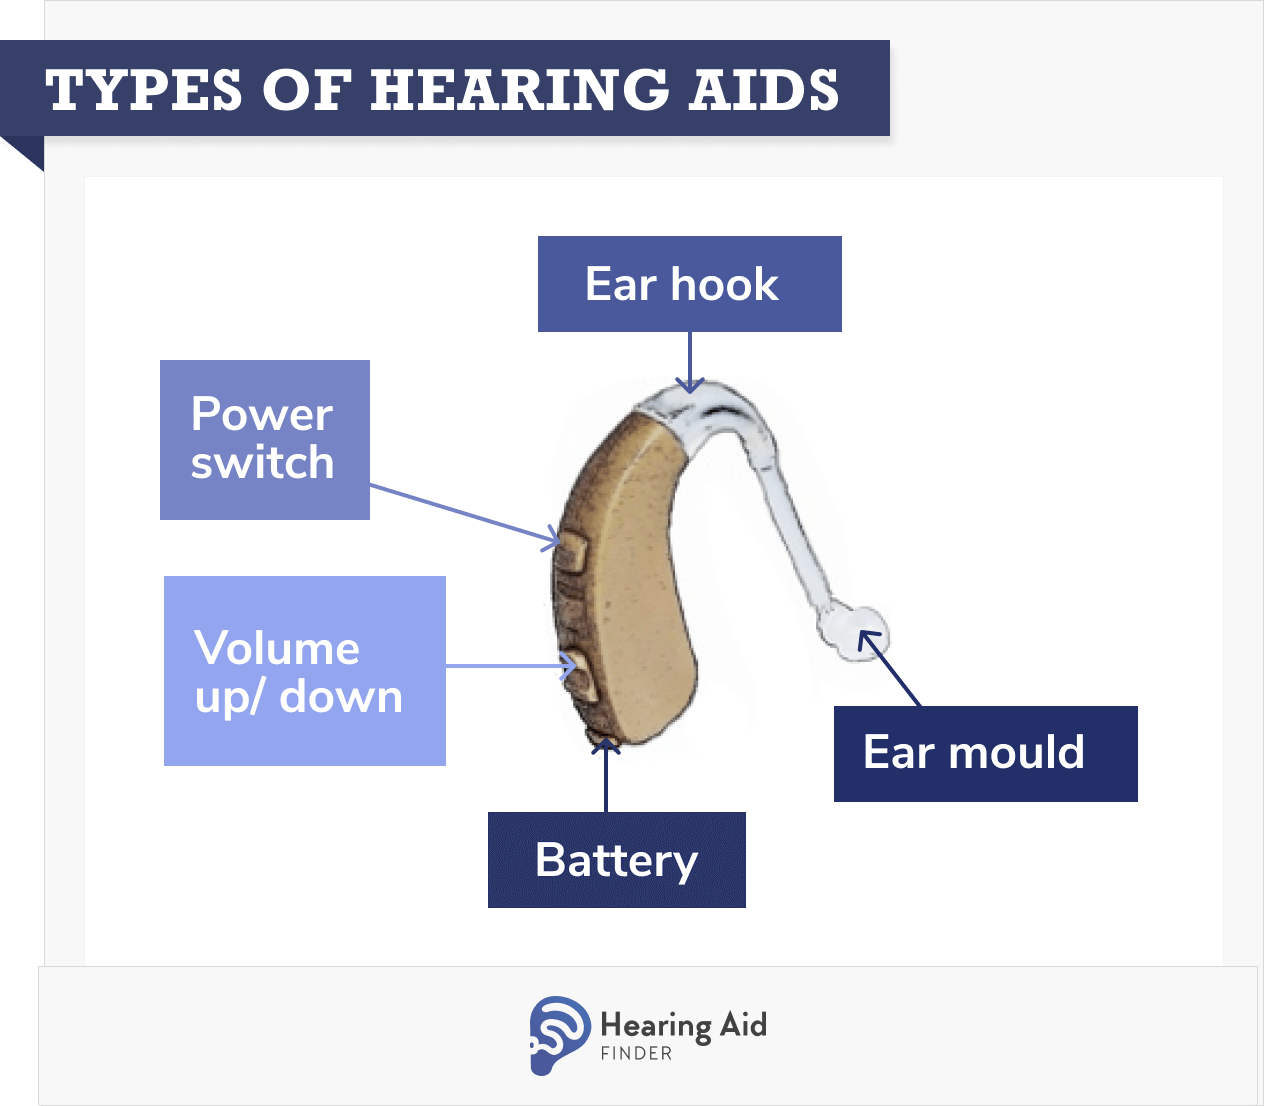 TYPES OF HEARING AIDS
Ear hook
Power
switch
Volume
up/ down
Ear mould
Battery
Hearing Aid
FINDER